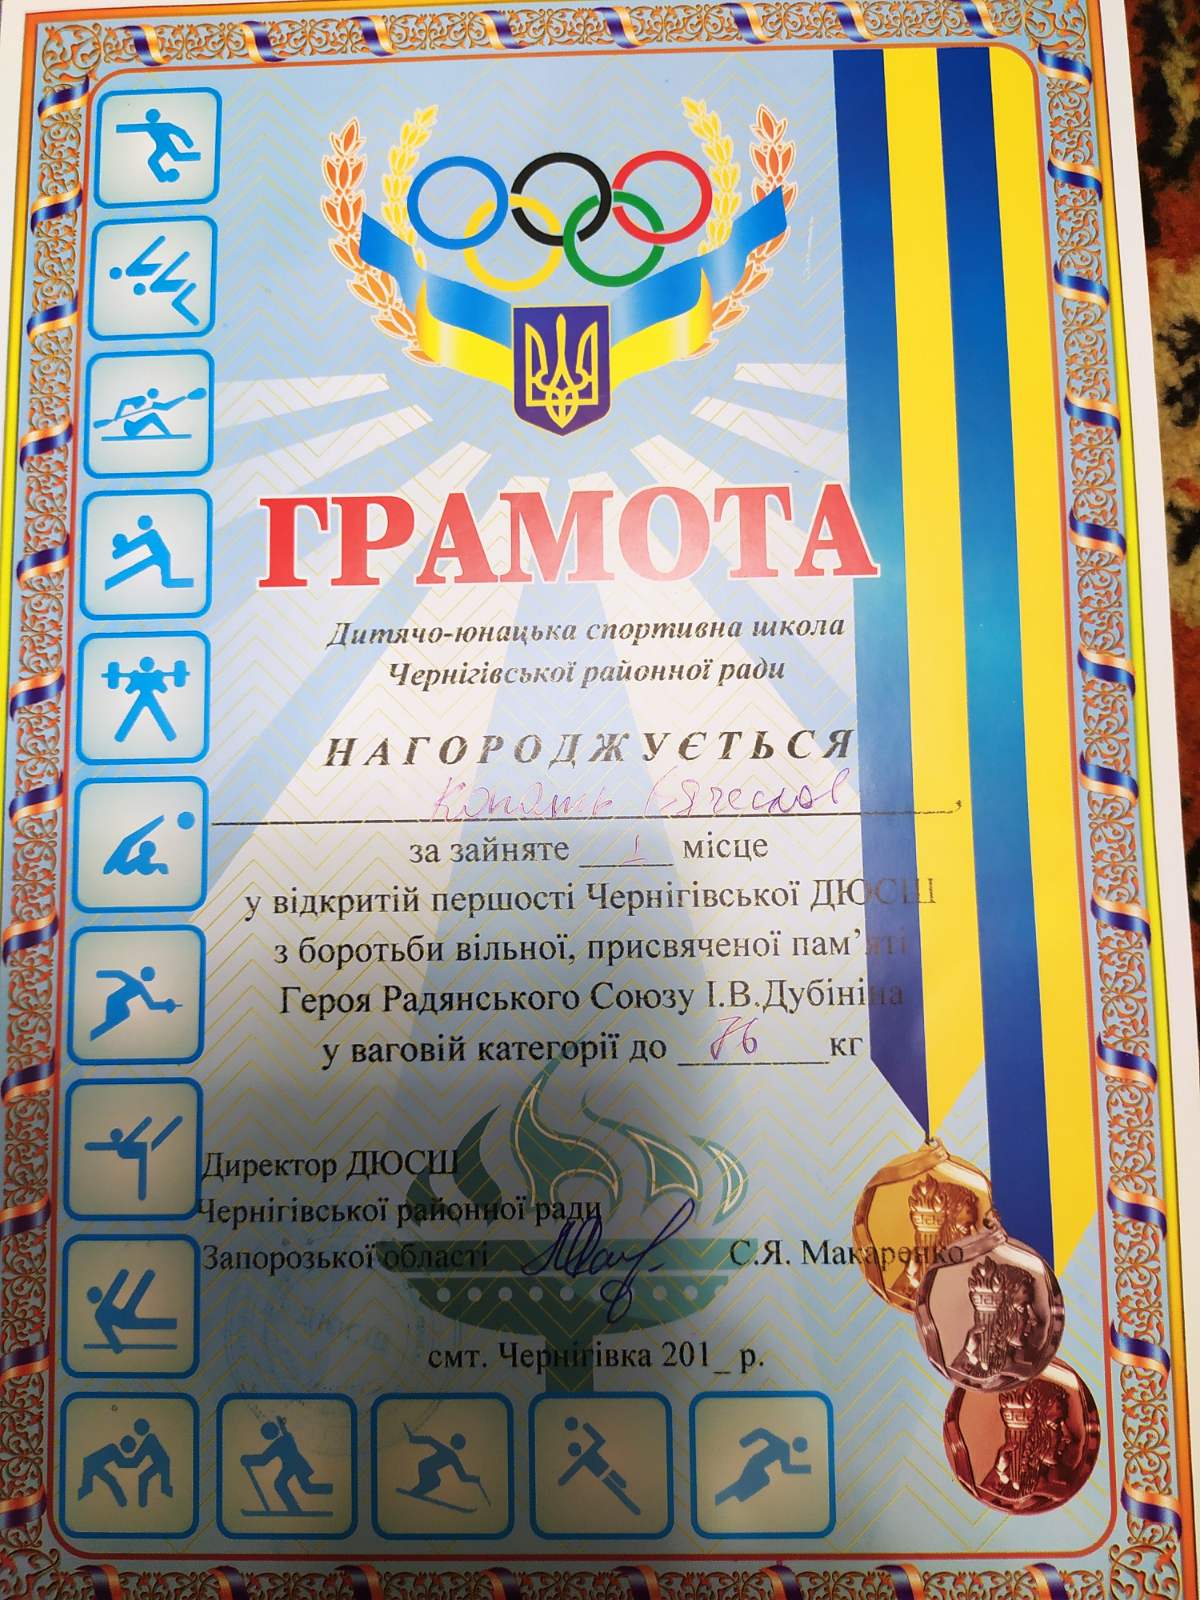 ГРАМОТА
Дитячо-юнацька спортивна школа
Чернігівської районної ради
НАГОРОДЖУЄТЬСЯ
Вячеслав,
за зайняте 1 місце
у відкритій першості Чернігівської ДЮСШ
з боротьби вільної, присвяченої пам’яті
Героя Радянського Союзу І.В.Дубініна
у ваговій категорії до 76 кг
Директор ДЮСШ
Чернігівської районної ради
Запорозької області С.Я. Макаренко
смт. Чернігівка 201_ р.